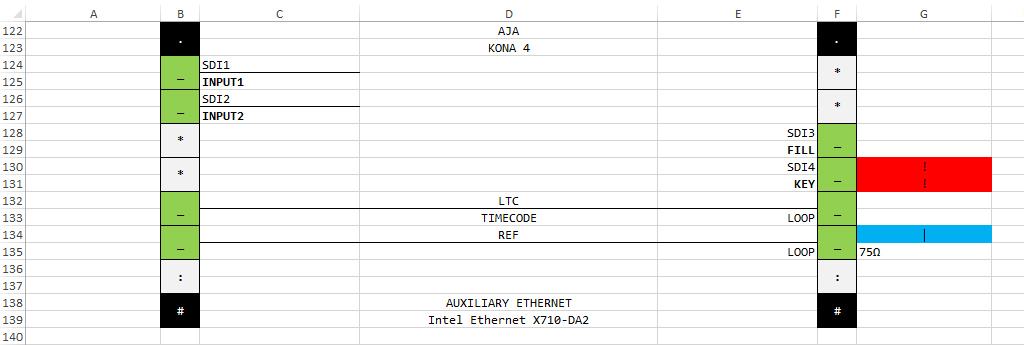 A B C D E F G
122 . AJA .
123 KONA 4
124 _ SDI1 *
125 INPUT1
126 _ SDI2 *
127 INPUT2
128 * SDI3 _
129 FILL
130 * SDI4 _ !
131 KEY !
132 _ LTC _
133 TIMECODE LOOP
134 _ REF _ |
135 LOOP 75Ω
136 : :
137
138 # AUXILIARY ETHERNET #
139 Intel Ethernet X710-DA2
140